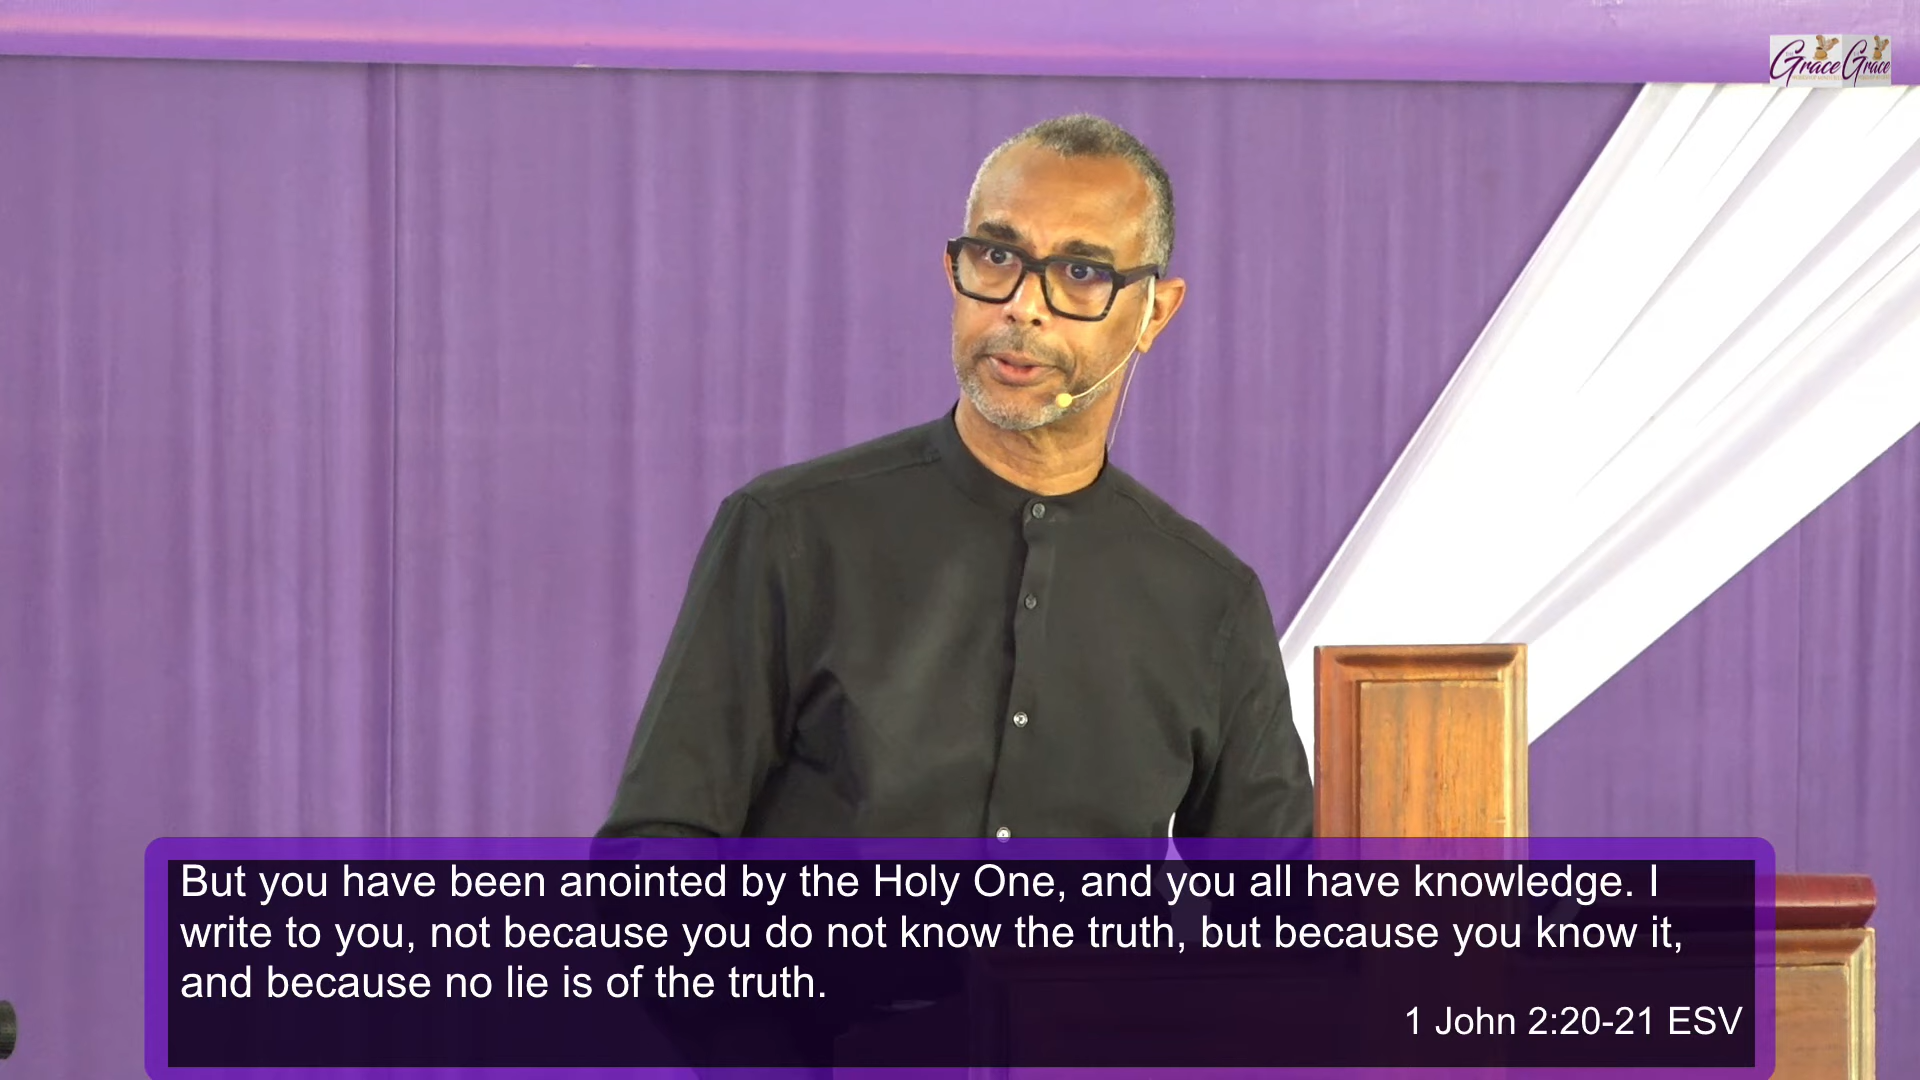 Grace Grace
But you have been anointed by the Holy One, and you all have knowledge. I
write to you, not because you do not know the truth, but because you know it,
and because no lie is of the truth.
1 John 2:20-21 ESV